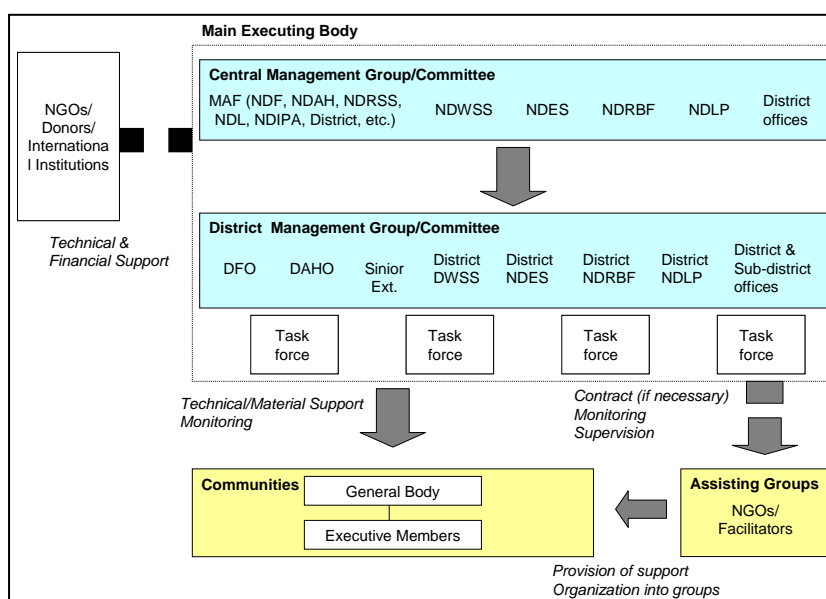 Main Executing Body
NGOs/
Donors/
Internationa
l Institutions
Technical &
Financial Support
Central Management Group/Committee
MAF (NDF, NDAH, NDRSS,
NDL, NDIPA, District, etc.)
NDWSS
NDES
NDRBF
NDLP
District
offices
District Management Group/Committee
DFO
DAHO
Sinior
Ext.
District
DWSS
District
NDES
District
NDRBF
District
NDLP
District &
Sub-district
offices
Task
force
Task
force
Task
force
Task
force
Technical/Material Support
Monitoring
Contract (if necessary)
Monitoring
Supervision
Communities
General Body
Executive Members
Assisting Groups
NGOs/
Facilitators
Provision of support
Organization into groups